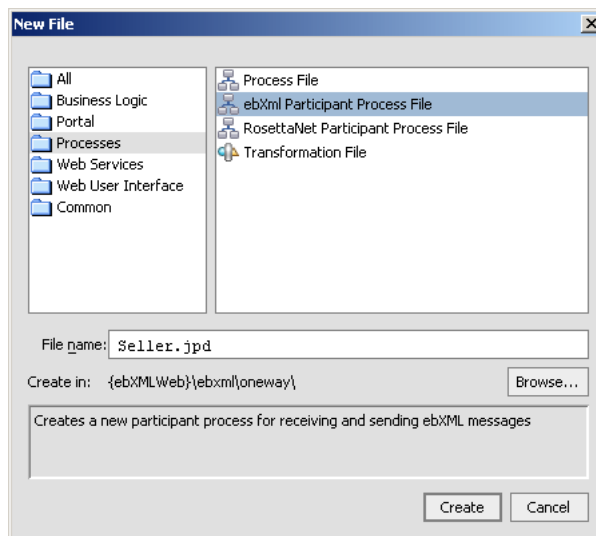 New File
All
Business Logic
Portal
Processes
Web Services
Web User Interface
Common
Process File
ebXml Participant Process File
RosettaNet Participant Process File
Transformation File
File name: Seller.jpd
Create in: {ebXMLWeb}\ebxml\oneway\ Browse...
Creates a new participant process for receiving and sending ebXML messages
Create Cancel